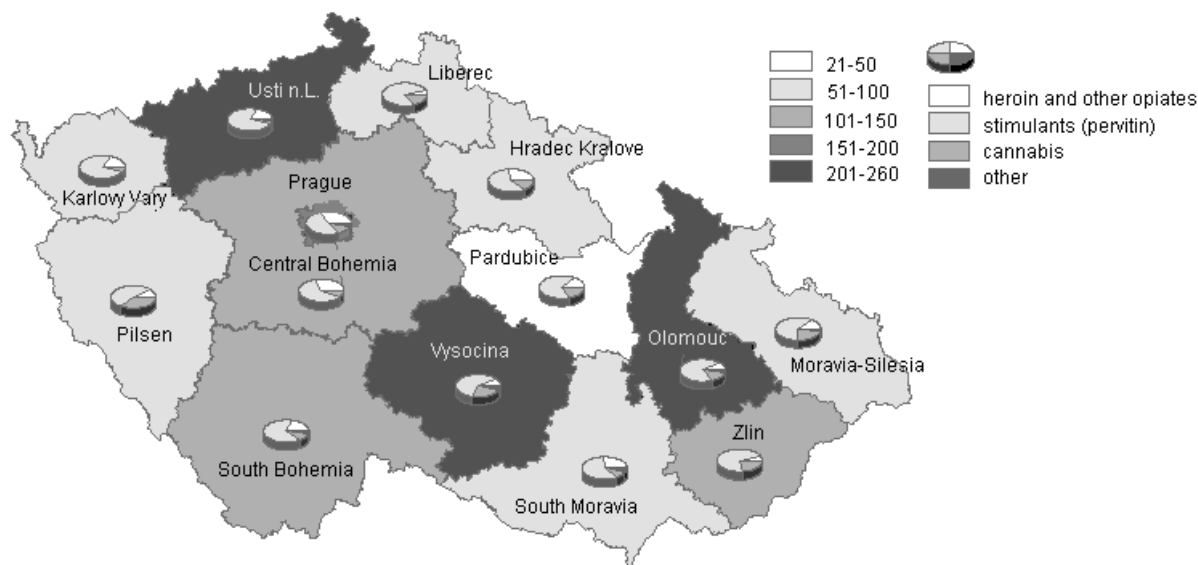 Liberec
Usti n.L.
Hradec Kralove
Karlovy Vary
Prague
Central Bohemia
Pardubice
Pilsen
Vysocina
Olomouc
Moravia-Silesia
South Bohemia
South Moravia
Zlin
21-50
51-100
101-150
151-200
201-260
heroin and other opiates
stimulants (pervitin)
cannabis
other